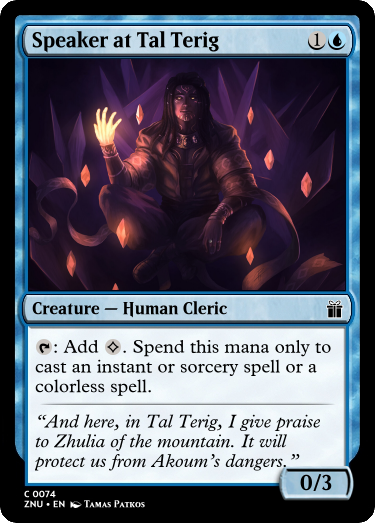 Speaker at Tal Terig 1
Creature — Human Cleric
: Add . Spend this mana only to
cast an instant or sorcery spell or a
colorless spell.
“And here, in Tal Terig, I give praise
to Zhulia of the mountain. It will
protect us from Akoum’s dangers.”
0/3
C 0074
ZNU • EN Tamas Patkos